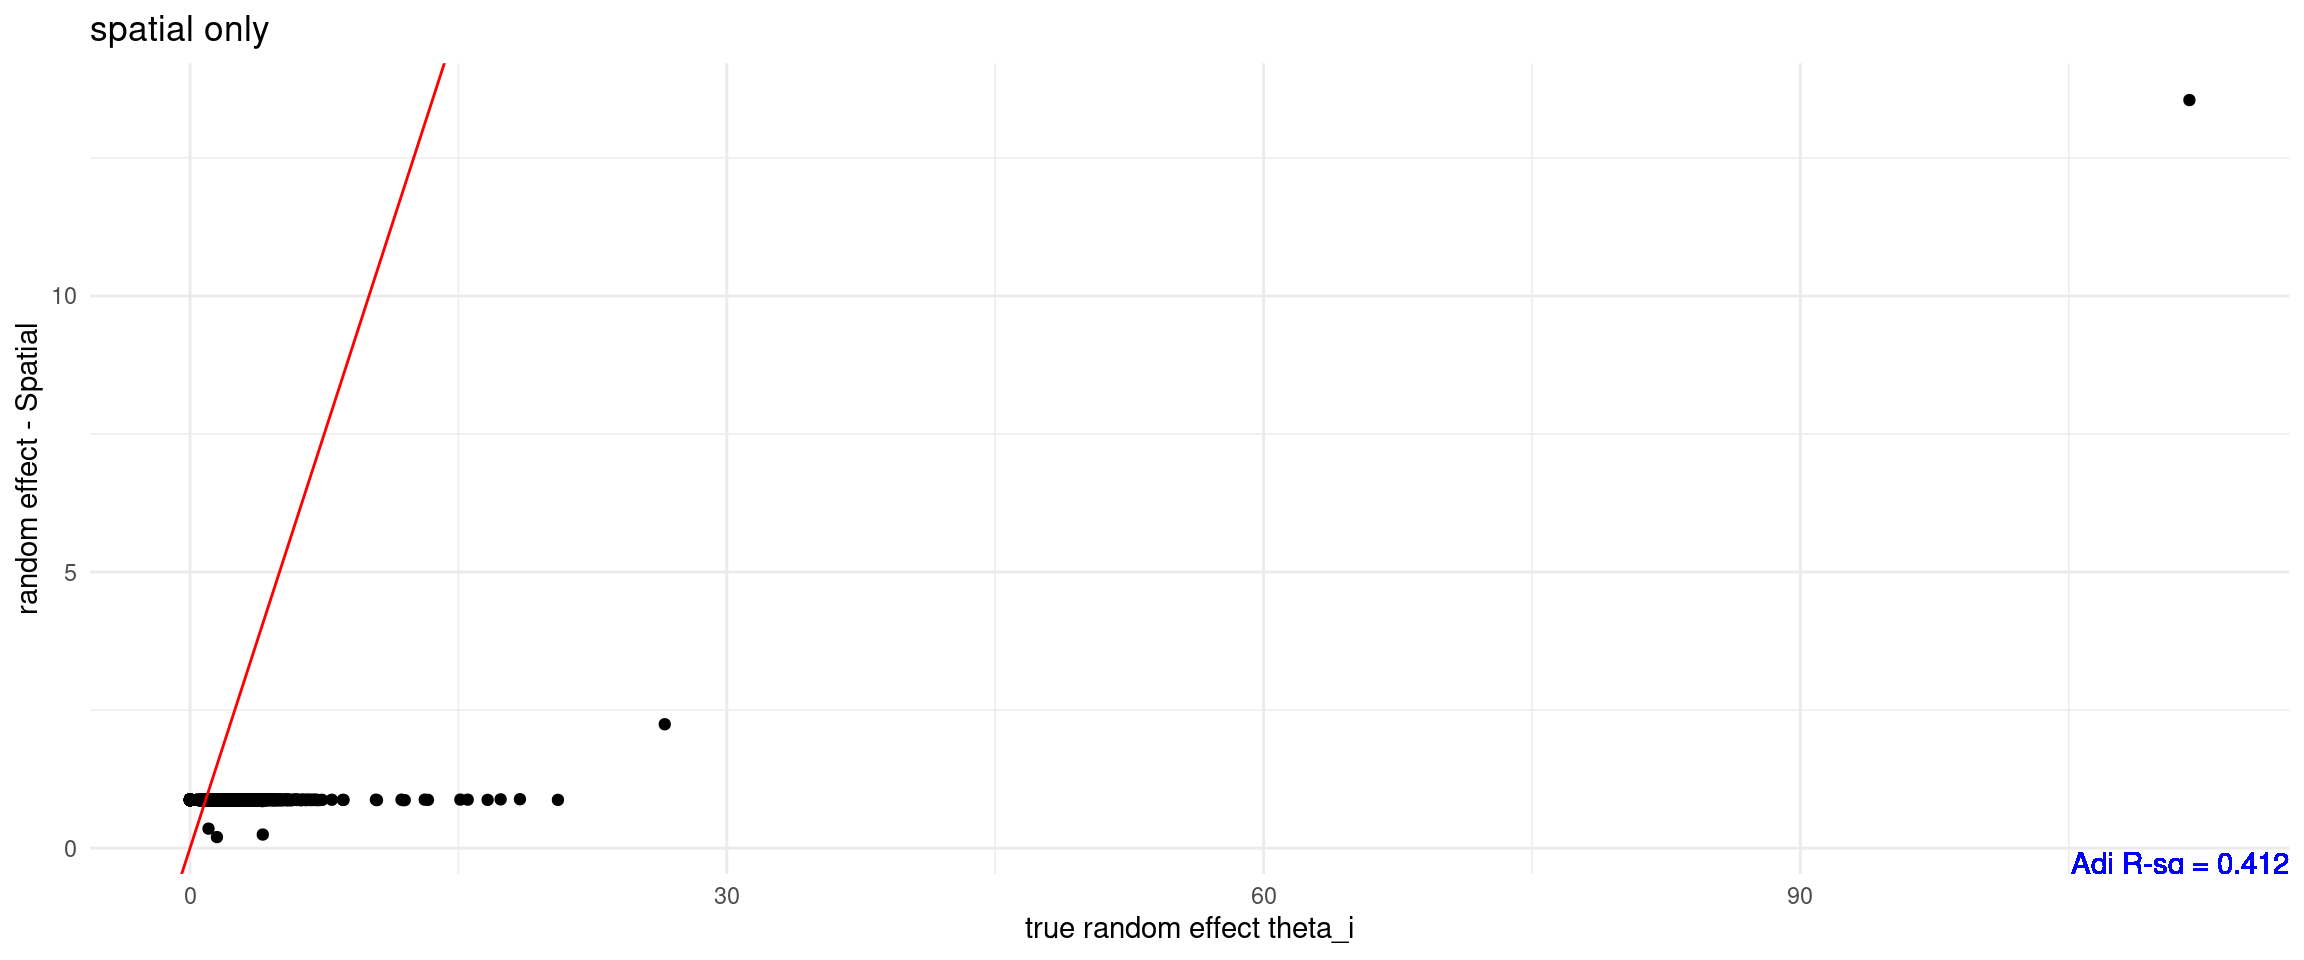 spatial only
random effect - Spatial
10
5
0
0
30
60
90
true random effect theta_i
Adj R-sq = 0.412